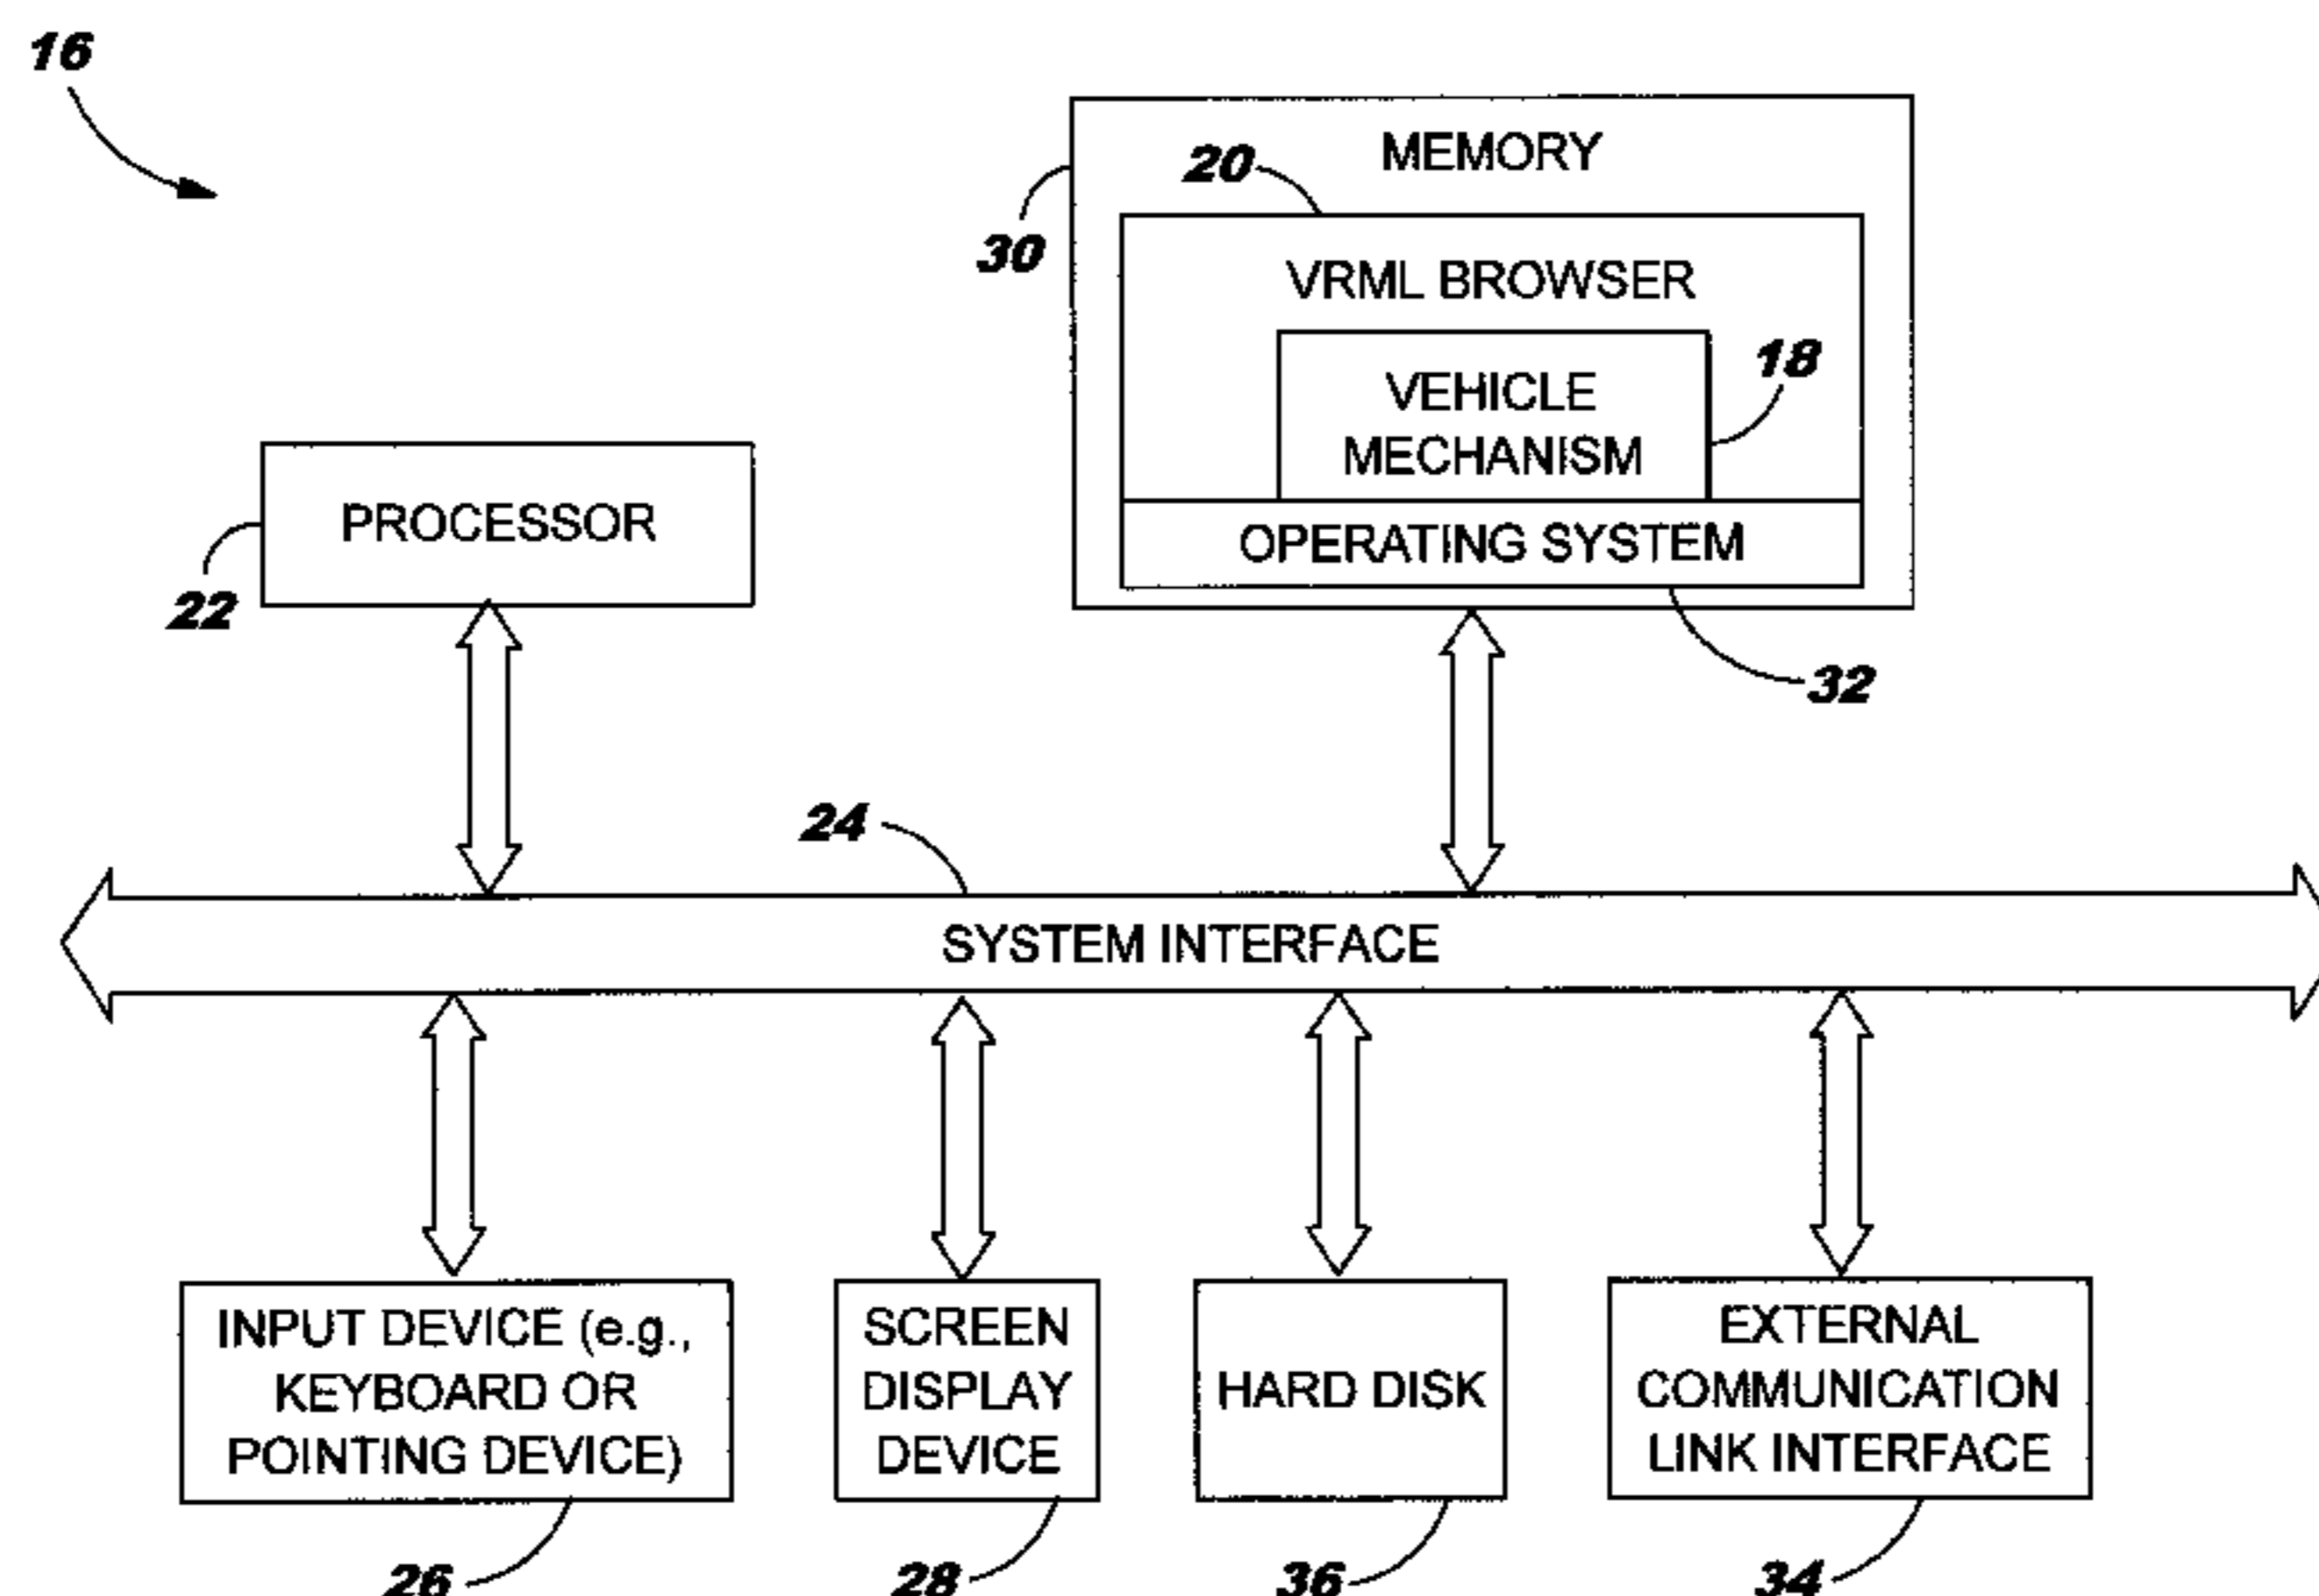 16
MEMORY
20
30
VRML BROWSER
18
VEHICLE
MECHANISM
PROCESSOR
OPERATING SYSTEM
22
32
24
SYSTEM INTERFACE
INPUT DEVICE (e.g.,
KEYBOARD OR
POINTING DEVICE)
SCREEN
DISPLAY
DEVICE
HARD DISK
EXTERNAL
COMMUNICATION
LINK INTERFACE
26
28
36
34